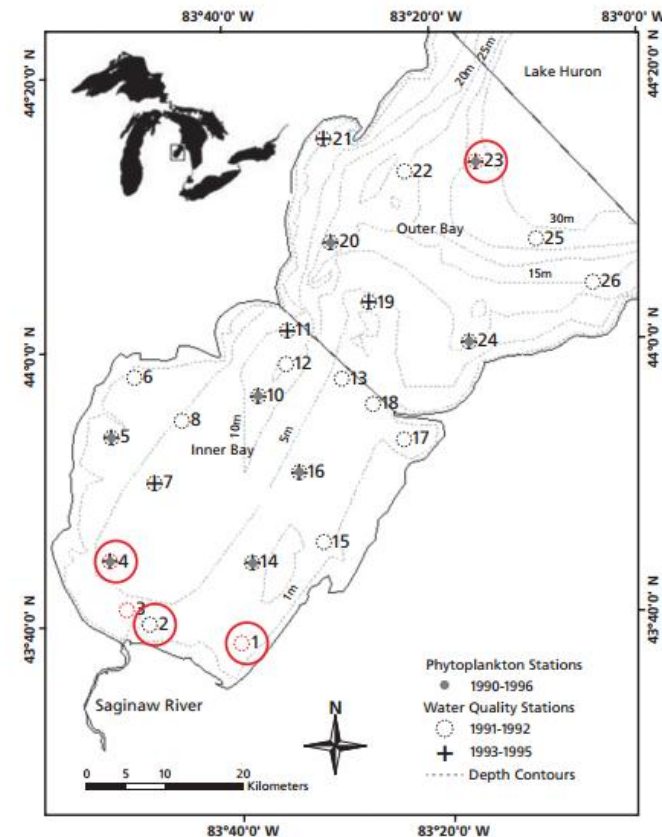 83°40' 0" W 83°20' 0" W 83°0' 0" W
44°20' 0" N
44°20' 0" N
Lake Huron
20m
25m
21
22
23
30m
20
Outer Bay
25
15m
26
19
11
24
44°0' 0" N
44°0' 0" N
12
6
13
10
18
8
10m
5m
5
Inner Bay
17
16
7
15
4
14
1m
3
2
1
43°40' 0" N
43°40' 0" N
Phytoplankton Stations
1990-1996
Saginaw River
N
Water Quality Stations
1991-1992
1993-1995
0 5 10 20
Kilometers
Depth Contours
83°40' 0" W 83°20' 0" W